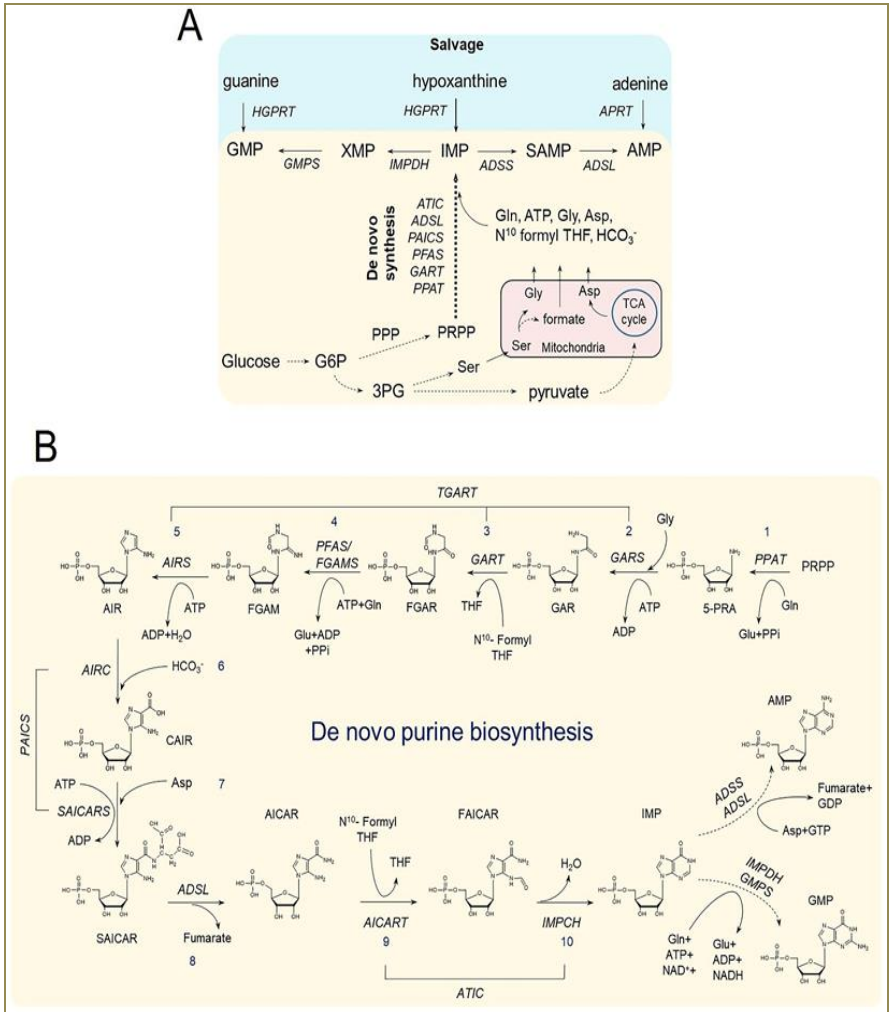 A
Salvage
guanine
hypoxanthine
adenine
HGPRT
HGPRT
APRT
GMP
XMP
IMP
SAMP
AMP
GMPS
IMPDH
ADSS
ADSL
De novo
synthesis
ATIC
ADSL
PAICS
PFAS
GART
PPAT
Gln, ATP, Gly, Asp,
N10 formyl THF, HCO3-
Gly
Asp
TCA
cycle
formate
Ser
Mitochondria
PPP
PRPP
Glucose
G6P
Ser
3PG
pyruvate
B
TGART
5
4
3
2
Gly
1
AIRS
PFAS/
FGAMS
GART
GARS
PPAT
PRPP
AIR
FGAM
FGAR
GAR
5-PRA
ATP
ADP+H2O
ATP+Gln
Glu+ADP
+PPi
THF
N10- Formyl
THF
ATP
ADP
Gln
Glu+PPi
AIRC
HCO3-
6
PAICS
CAIR
De novo purine biosynthesis
AMP
ATP
Asp
7
SAICARS
ADP
ADSS
ADSL
Fumarate+
GDP
Asp+GTP
AICAR
N10- Formyl
THF
THF
FAICAR
H2O
IMP
SAICAR
ADSL
Fumarate
8
AICART
9
IMPCH
10
ATIC
IMPDH
GMPS
GMP
Gln+
ATP+
NAD++
Glu+
ADP+
NADH